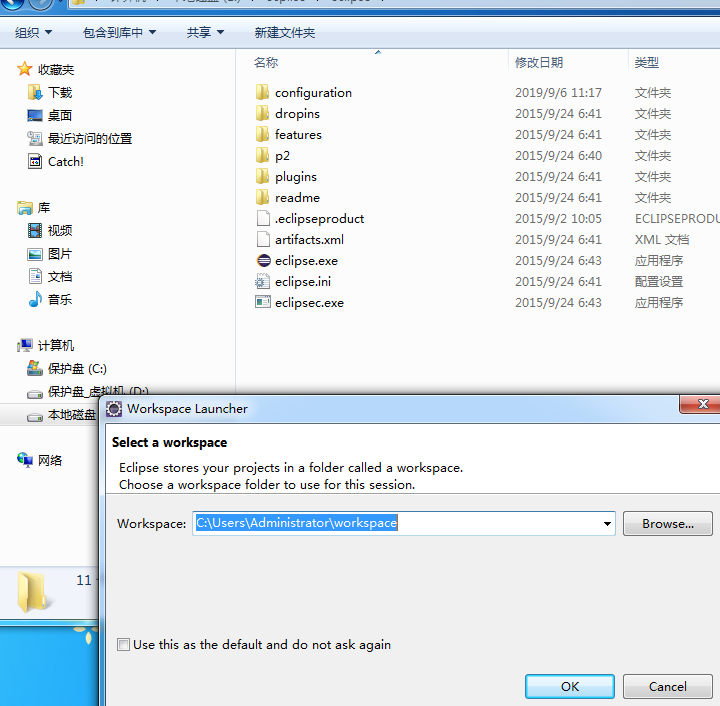 组织 包含到库中 共享 新建文件夹
名称 修改日期 类型
收藏夹
下载
桌面
最近访问的位置
Catch!
库
视频
图片
文档
音乐
计算机
保护盘 (C:)
保护盘_虚拟机 (D:)
本地磁盘
网络
configuration 2019/9/6 11:17 文件夹
dropins 2015/9/24 6:41 文件夹
features 2015/9/24 6:41 文件夹
p2 2015/9/24 6:40 文件夹
plugins 2015/9/24 6:41 文件夹
readme 2015/9/24 6:41 文件夹
.eclipseproduct 2015/9/2 10:05 ECLIPSEPRODU
artifacts.xml 2015/9/24 6:41 XML 文档
eclipse.exe 2015/9/24 6:43 应用程序
eclipse.ini 2015/9/24 6:41 配置设置
eclipsec.exe 2015/9/24 6:43 应用程序
11
Workspace Launcher
Select a workspace
Eclipse stores your projects in a folder called a workspace.
Choose a workspace folder to use for this session.
Workspace: C:\Users\Administrator\workspace Browse...
Use this as the default and do not ask again
OK Cancel